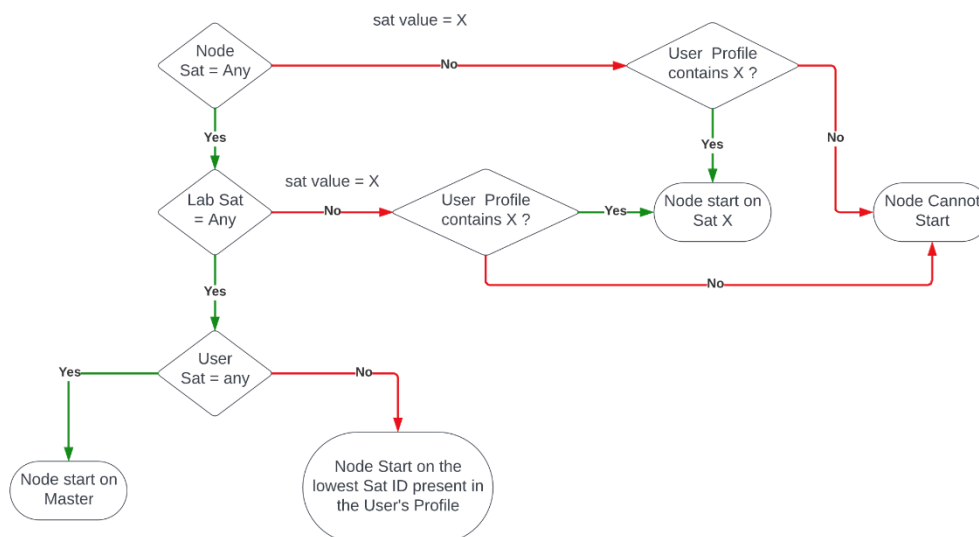 sat value = X
Node
Sat = Any
No
User Profile
contains X ?
Yes
No
Yes
Lab Sat
= Any
sat value = X
No
User Profile
contains X ?
Yes
Node start on
Sat X
Node Cannot
Start
Yes
No
User
Sat = any
Yes
No
Node start on
Master
Node Start on the
lowest Sat ID present in
the User's Profile